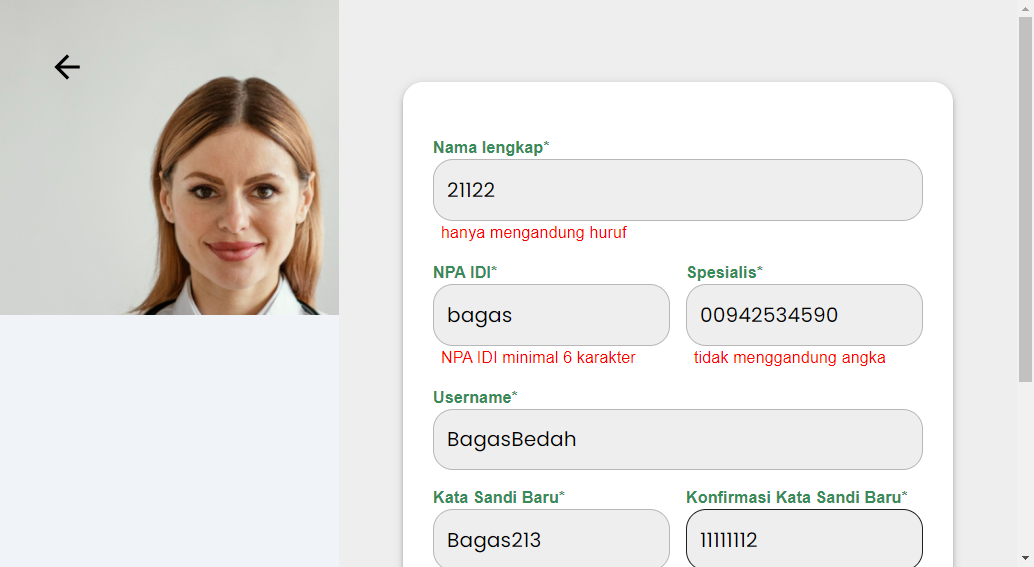 Nama lengkap*
21122
hanya mengandung huruf
NPA IDI* Spesialis*
bagas 00942534590
NPA IDI minimal 6 karakter tidak menggandung angka
Username*
BagasBedah
Kata Sandi Baru* Konfirmasi Kata Sandi Baru*
Bagas213 11111112